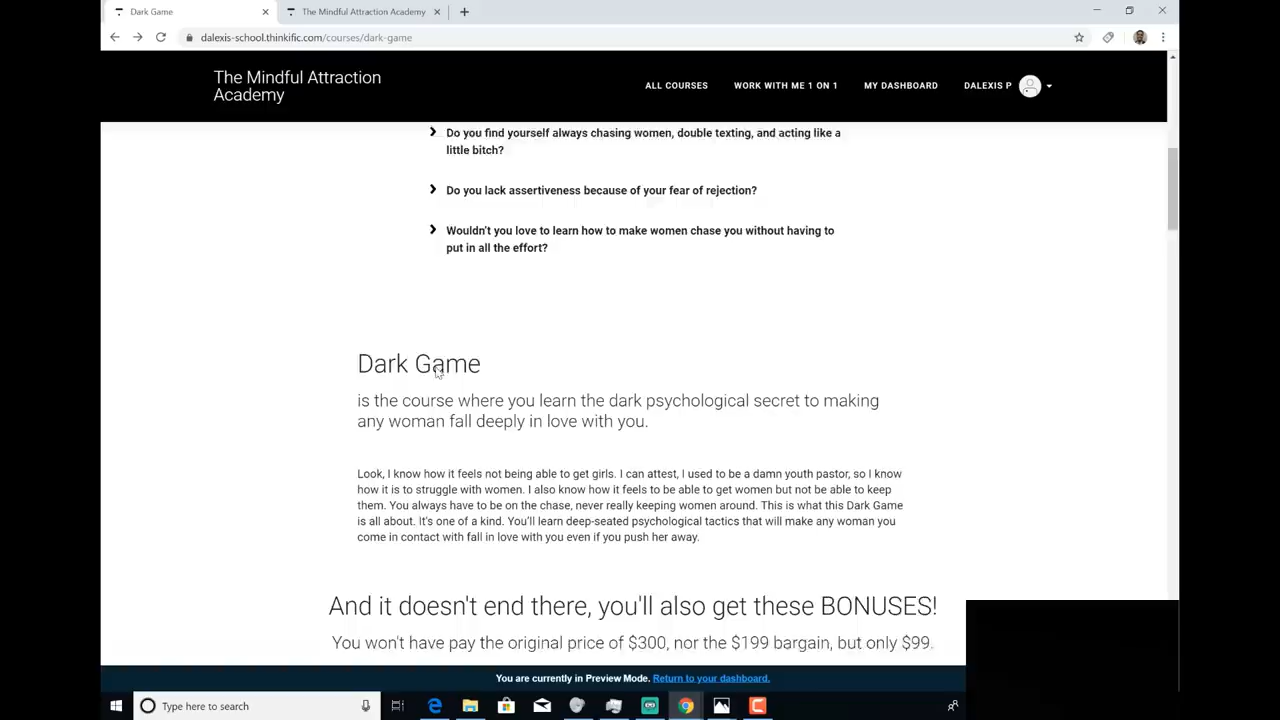 Dark Game
The Mindful Attraction Academy
dalexis-school.thinkific.com/courses/dark-game
The Mindful Attraction
Academy
ALL COURSES
WORK WITH ME 1 ON 1
MY DASHBOARD
DALEXIS P
Do you find yourself always chasing women, double texting, and acting like a
little bitch?
Do you lack assertiveness because of your fear of rejection?
Wouldn't you love to learn how to make women chase you without having to
put in all the effort?
Dark Game
is the course where you learn the dark psychological secret to making
any woman fall deeply in love with you.
Look, I know how it feels not being able to get girls. I can attest, I used to be a damn youth pastor, so I know
how it is to struggle with women. I also know how it feels to be able to get women but not be able to keep
them. You always have to be on the chase, never really keeping women around. This is what this Dark Game
is all about. It's one of a kind. You'll learn deep-seated psychological tactics that will make any woman you
come in contact with fall in love with you even if you push her away.
And it doesn't end there, you'll also get these BONUSES!
You won't have pay the original price of $300, nor the $199 bargain, but only $99.
You are currently in Preview Mode. Return to your dashboard.
Type here to search